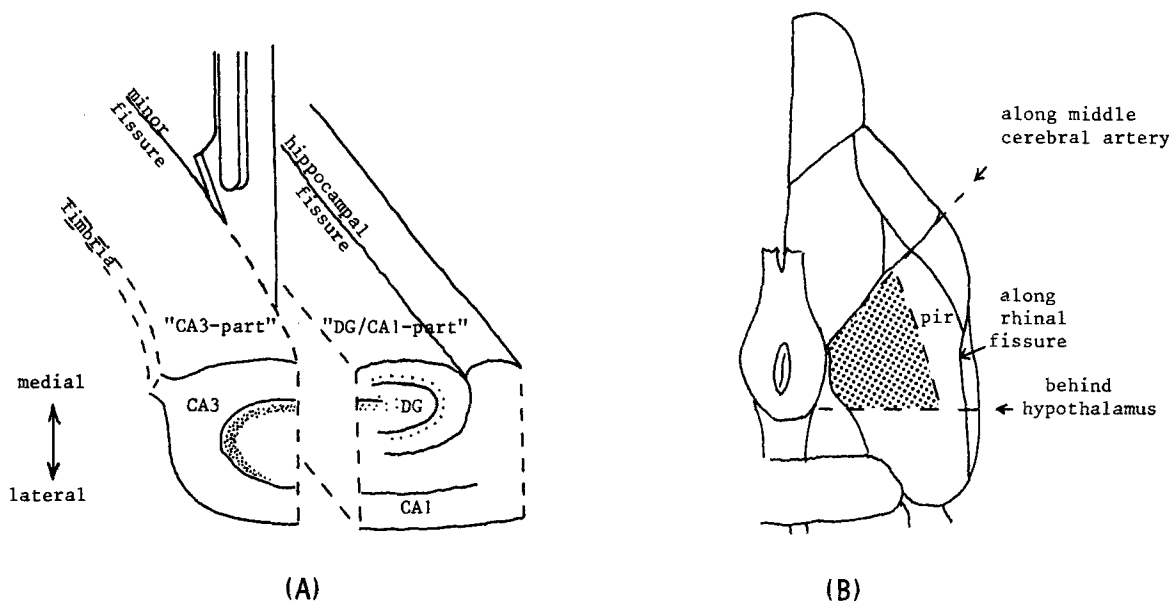 minor
fissure
hippocampal
fissure
fimbria
"CA3-part"
"DG/CA1-part"
medial
lateral
CA3
DG
CA1
(A)
along middle
cerebral artery
pir
along
rhinal
fissure
behind
hypothalamus
(B)